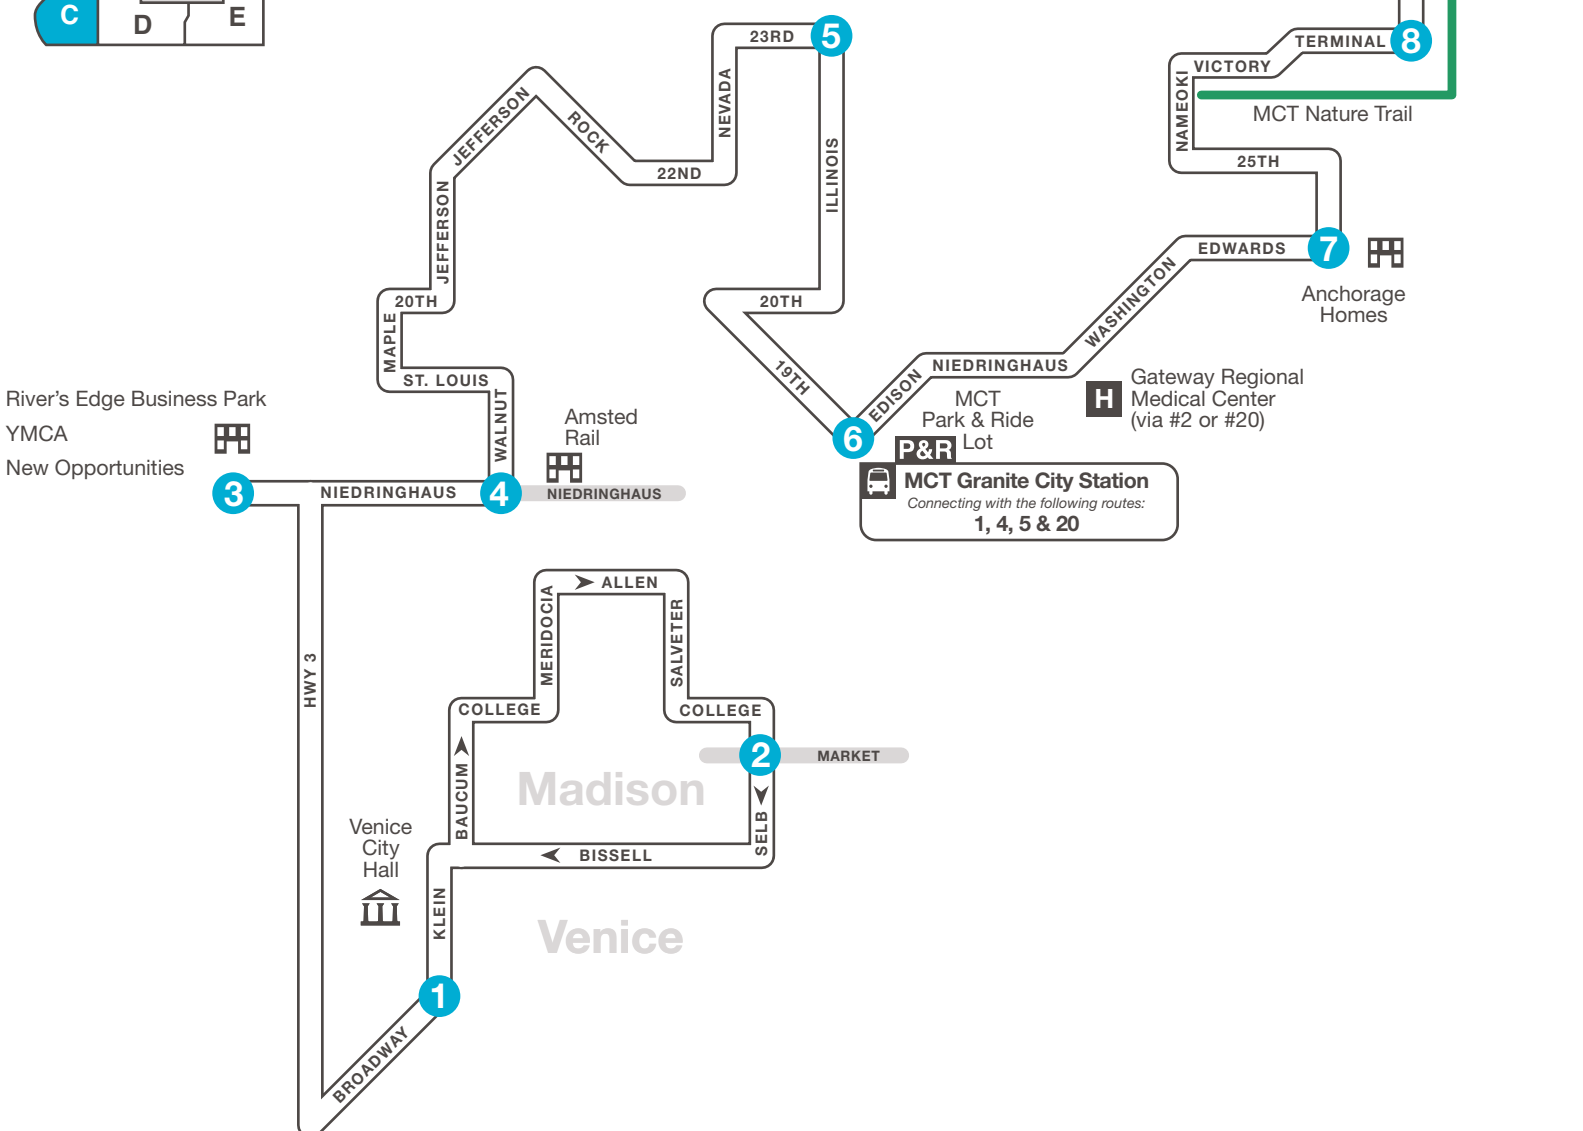 C
D
E
23RD
5
NEVADA
ILLINOIS
JEFFERSON
ROCK
22ND
JEFFERSON
20TH
MAPLE
ST. LOUIS
WALNUT
20TH
19TH
TERMINAL
8
VICTORY
NAMEOKI
MCT Nature Trail
25TH
EDWARDS
7
WASHINGTON
Anchorage
Homes
NIEDRINGHAUS
EDISON
6
MCT
Park & Ride
Lot
P&R
H
Gateway Regional
Medical Center
(via #2 or #20)
MCT Granite City Station
Connecting with the following routes:
1, 4, 5 & 20
River's Edge Business Park
YMCA
New Opportunities
Amsted
Rail
3
NIEDRINGHAUS
4
NIEDRINGHAUS
HWY 3
ALLEN
MERIDOCIA
SALVETER
COLLEGE
COLLEGE
2
MARKET
Madison
BAUCUM
SELB
BISSELL
Venice
City
Hall
KLEIN
Venice
1
BROADWAY